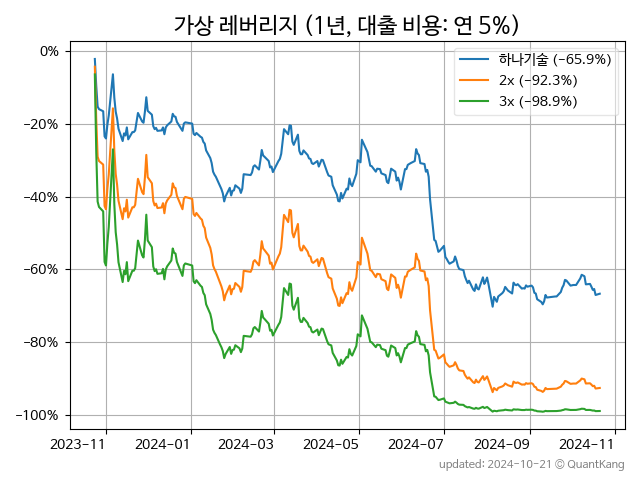 가상 레버리지 (1년, 대출 비용: 연 5%)
하나기술 (-65.9%)
2x (-92.3%)
3x (-98.9%)
0%
−20%
−40%
−60%
−80%
−100%
2023-11 2024-01 2024-03 2024-05 2024-07 2024-09 2024-11
updated: 2024-10-21 © QuantKang